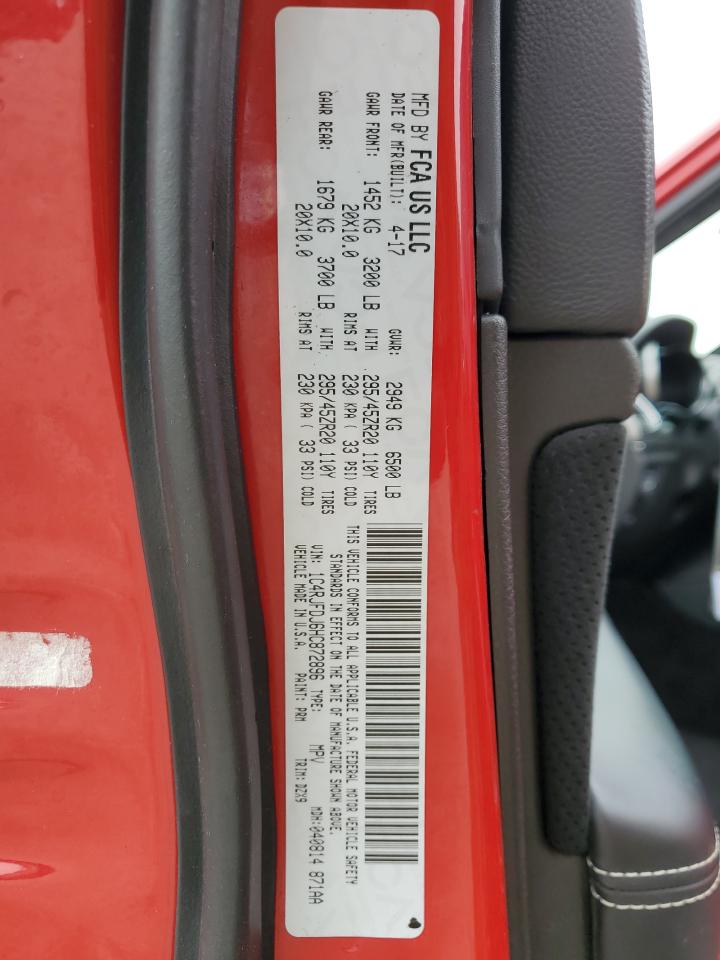 MFD BY FCA US LLC
DATE OF MFR(BUILT): 4-17 GVWR: 2949 KG 6500 LB
GAWR FRONT: 1452 KG 3200 LB WITH 295/45ZR20 110Y TIRES
20X10.0 RIMS AT 230 KPA ( 33 PSI) COLD
GAWR REAR: 1679 KG 3700 LB WITH 295/45ZR20 110Y TIRES
20X10.0 RIMS AT 230 KPA ( 33 PSI) COLD
THIS VEHICLE CONFORMS TO ALL APPLICABLE U.S.A. FEDERAL MOTOR VEHICLE SAFETY
STANDARDS IN EFFECT ON THE DATE OF MANUFACTURE SHOWN ABOVE.
VIN: 1C4RJFDJ6HC872896 TYPE: MPV MDH:040814 871AA
VEHICLE MADE IN U.S.A. PAINT: PRM TRIM: DZX9